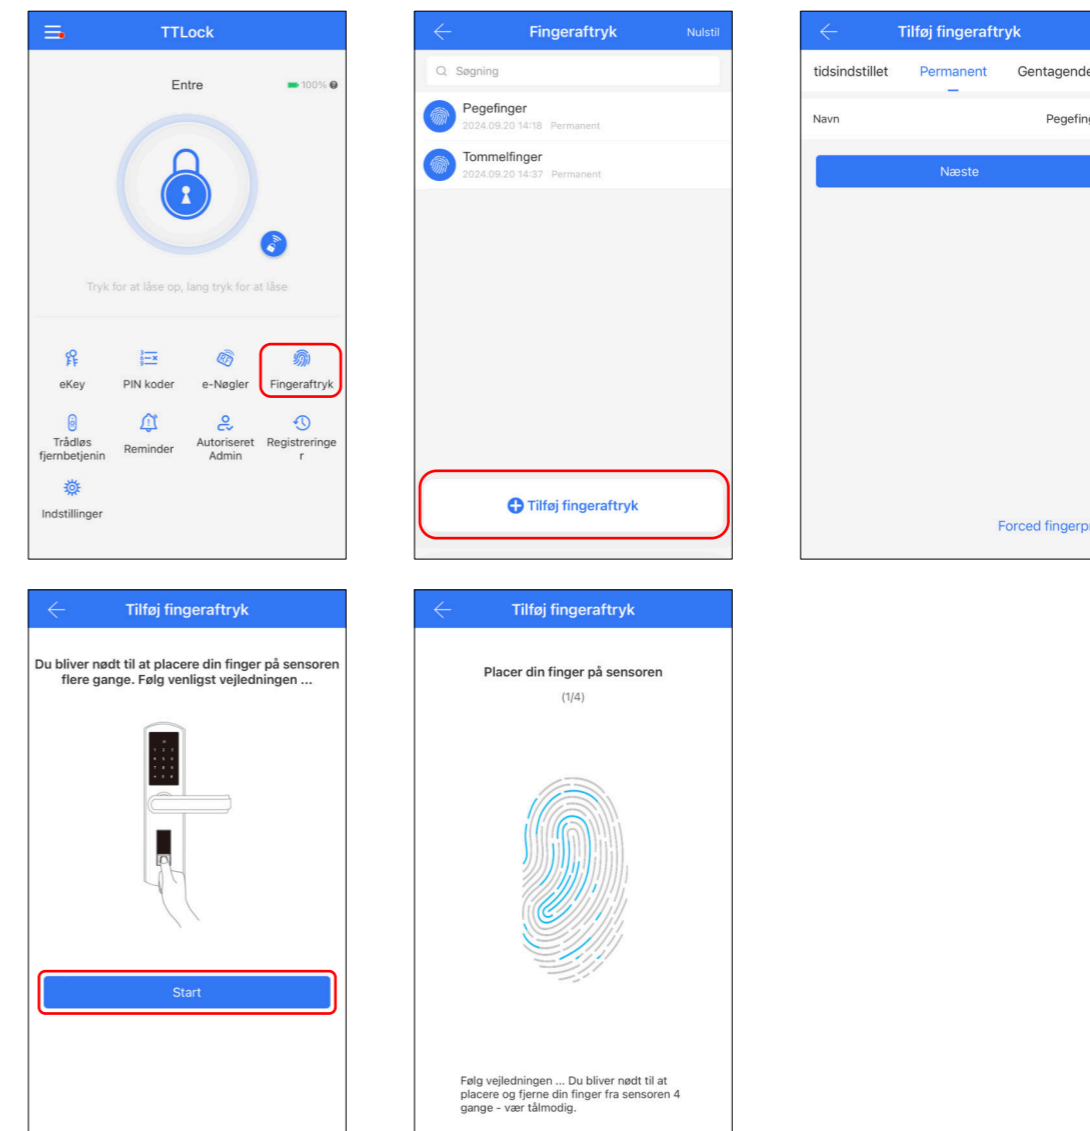 TTLock
Entre
100%
Tryk for at låse op, lang tryk for at låse
eKey
PIN koder
e-Nøgler
Fingeraftryk
Trådløs
fjernbetjenin
Reminder
Autoriseret
Admin
Registreringe
r
Indstillinger
Fingeraftryk
Nulstil
Søgning
Pegefinger
2024.09.20 14:18 Permanent
Tommelfinger
2024.09.20 14:37 Permanent
Tilføj fingeraftryk
Tilføj fingeraftryk
tidsindstillet Permanent Gentagende
Navn Pegefing
Næste
Forced fingerpr
Tilføj fingeraftryk
Du bliver nødt til at placere din finger på sensoren
flere gange. Følg venligst vejledningen ...
Start
Tilføj fingeraftryk
Placer din finger på sensoren
(1/4)
Følg vejledningen ... Du bliver nødt til at
placere og fjerne din finger fra sensoren 4
gange - vær tålmodig.